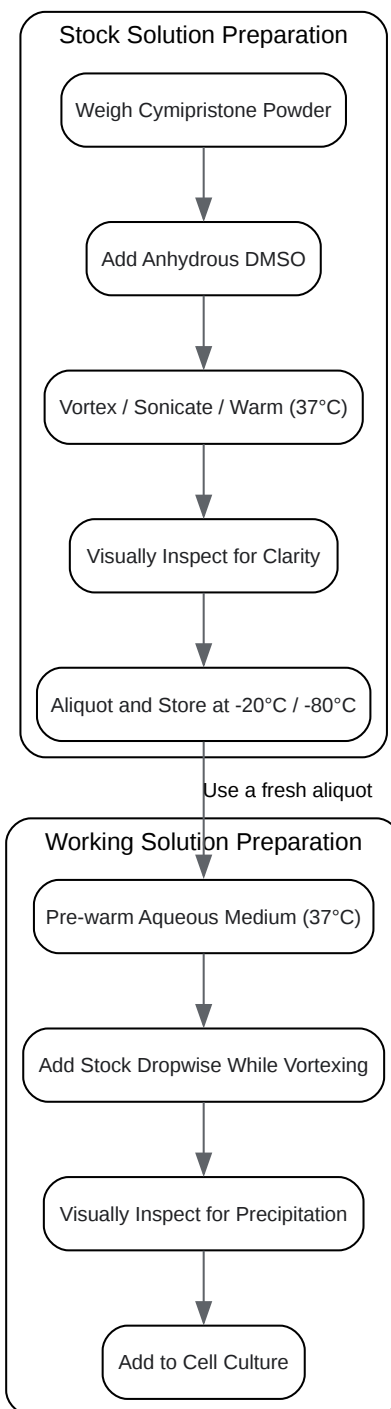 Stock Solution Preparation
Weigh Cymipristone Powder
Add Anhydrous DMSO
Vortex / Sonicate / Warm (37°C)
Visually Inspect for Clarity
Aliquot and Store at -20°C / -80°C
Use a fresh aliquot
Working Solution Preparation
Pre-warm Aqueous Medium (37°C)
Add Stock Dropwise While Vortexing
Visually Inspect for Precipitation
Add to Cell Culture